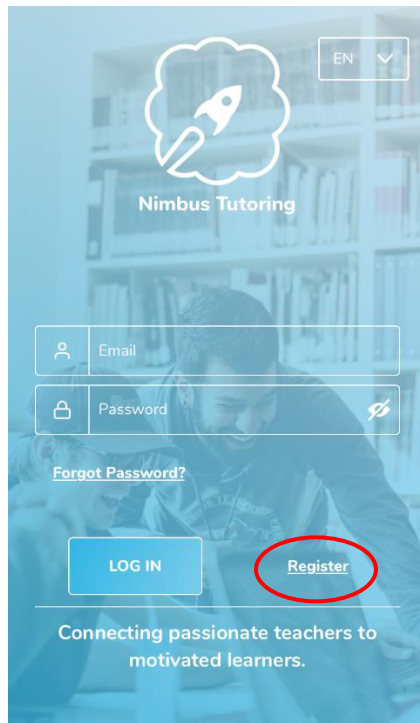 EN
Nimbus Tutoring
Email
Password
Forgot Password?
LOG IN
Register
Connecting passionate teachers to
motivated learners.